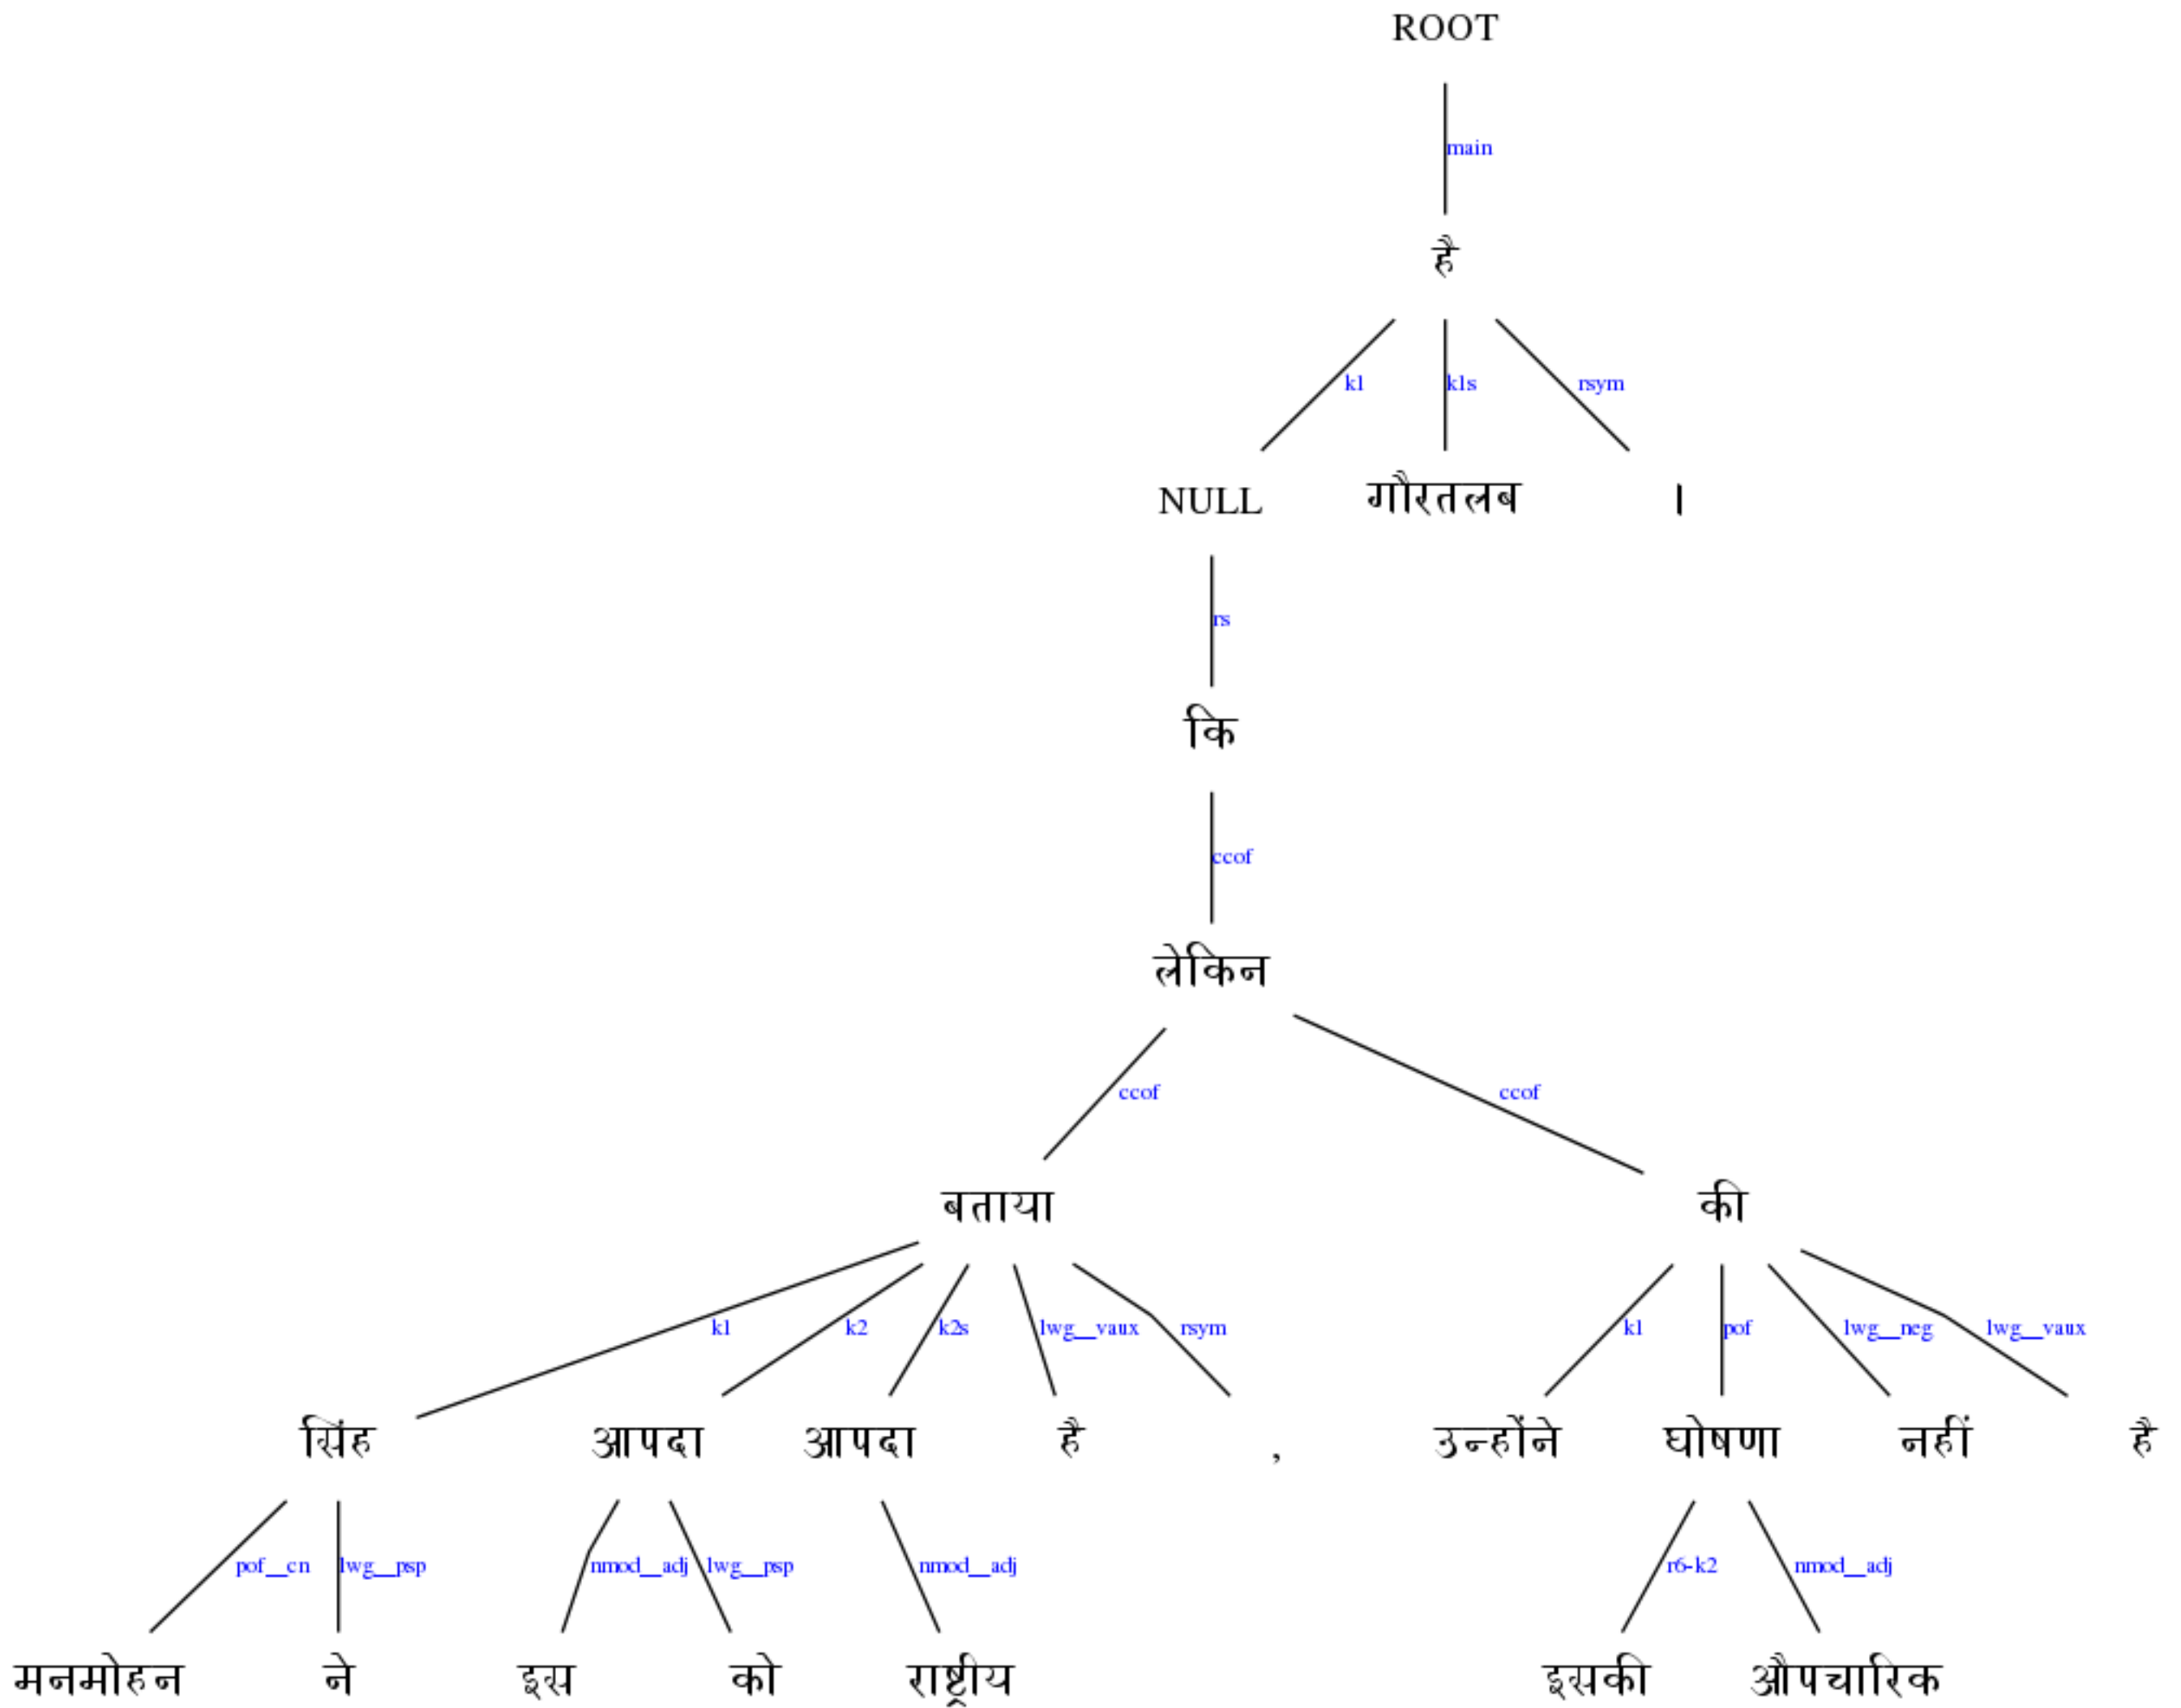 ROOT
main
है
k1 k1s rsym
NULL गौरतलब ।
rs
कि
ccof
लेकिन
ccof ccof
बताया की
k1 k2 k2s lwg__vaux rsym k1 pof lwg__neg lwg__vaux
सिंह आपदा आपदा है , उन्होंने घोषणा नहीं है
pof__cn lwg__psp nmod__adj lwg__psp nmod__adj r6-k2 nmod__adj
मनमोहन ने इस को राष्ट्रीय इसकी औपचारिक